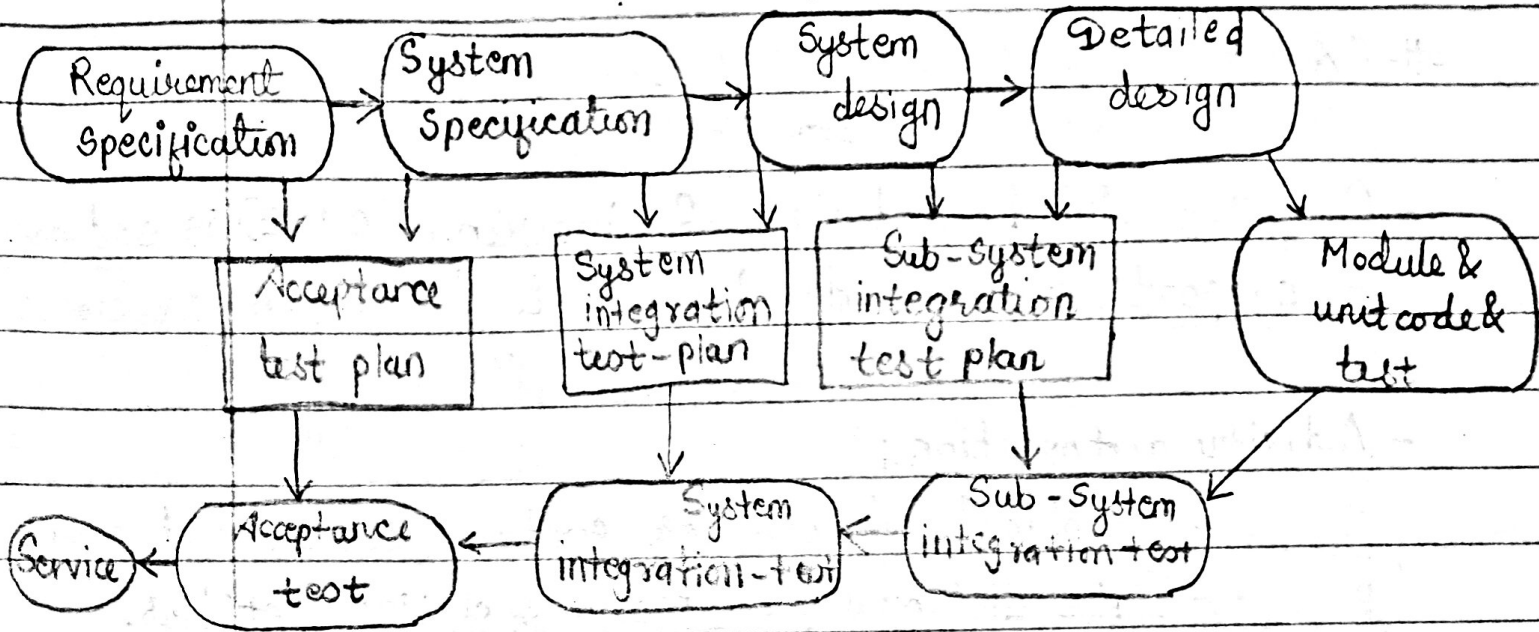 Requirement
Specification
System
Specification
System
design
Detailed
design
Acceptance
test plan
System
integration
test-plan
Sub-System
integration
test plan
Module &
unit code &
test
Service
Acceptance
test
System
integration-test
Sub-System
integration test